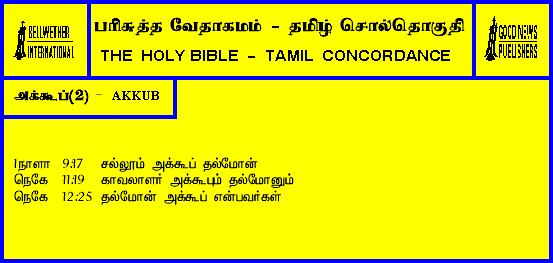 BELLWETHER
INTERNATIONAL
பரிசுத்த வேதாகமம் - தமிழ் சொல்தொகுதி
THE HOLY BIBLE - TAMIL CONCORDANCE
GOOD NEWS
PUBLISHERS
அக்கூப்(2) - AKKUB
1நாளா 9:17 சல்லூம் அக்கூப் தல்மோன்
நெகே 11:19 காவலாளர் அக்கூபும் தல்மோனும்
நெகே 12:25 தல்மோன் அக்கூப் என்பவர்கள்